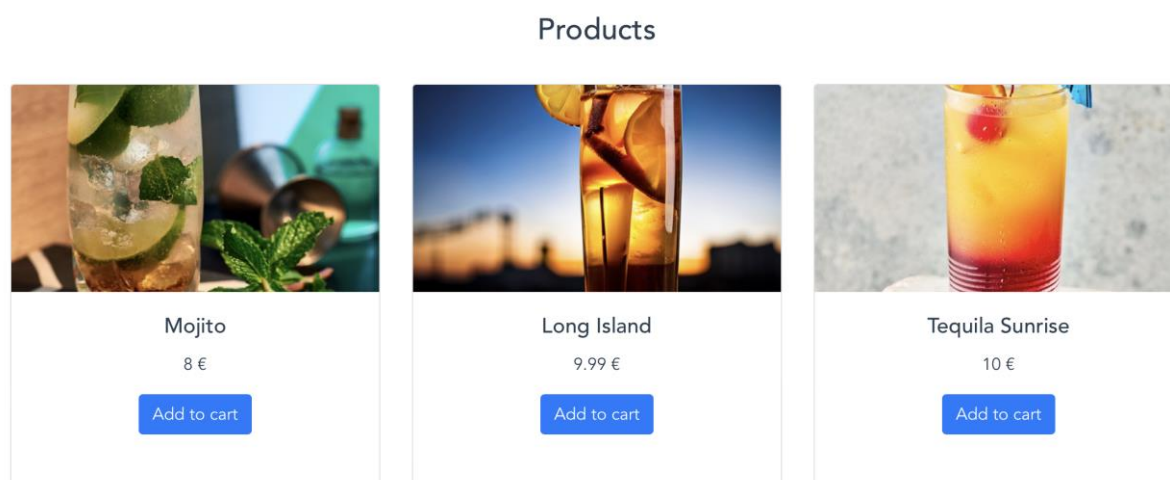 Products
Mojito
8 €
Add to cart
Long Island
9.99 €
Add to cart
Tequila Sunrise
10 €
Add to cart